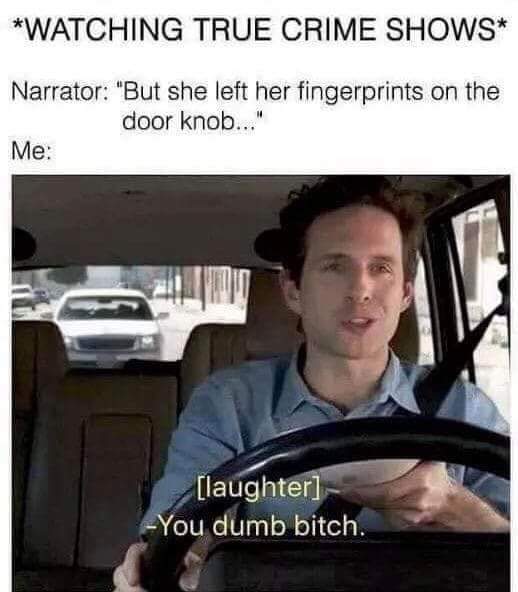 *WATCHING TRUE CRIME SHOWS*
Narrator: "But she left her fingerprints on the
door knob..."
Me:
[laughter]
-You dumb bitch.